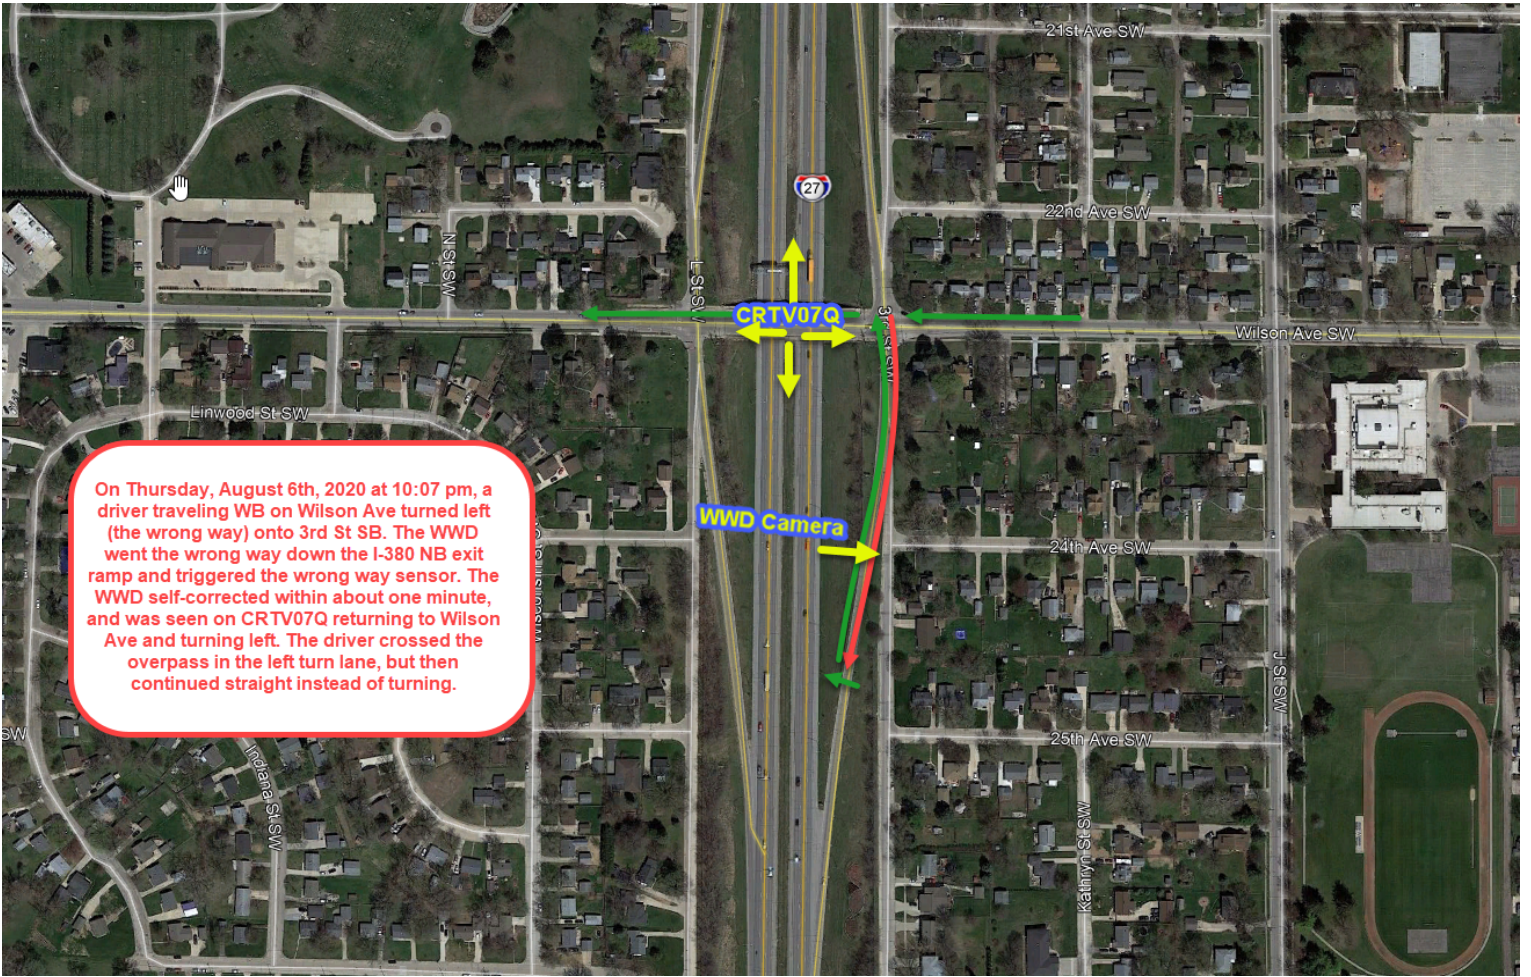 21st Ave SW
27
22nd Ave SW
N St SW
L St SW
CRTV07Q
3rd St SW
Wilson Ave SW
Linwood St SW
On Thursday, August 6th, 2020 at 10:07 pm, a
driver traveling WB on Wilson Ave turned left
(the wrong way) onto 3rd St SB. The WWD
went the wrong way down the I-380 NB exit
ramp and triggered the wrong way sensor. The
WWD self-corrected within about one minute,
and was seen on CRTV07Q returning to Wilson
Ave and turning left. The driver crossed the
overpass in the left turn lane, but then
continued straight instead of turning.
WWD Camera
24th Ave SW
J St SW
SW
25th Ave SW
Indiana St SW
Kathryn St SW